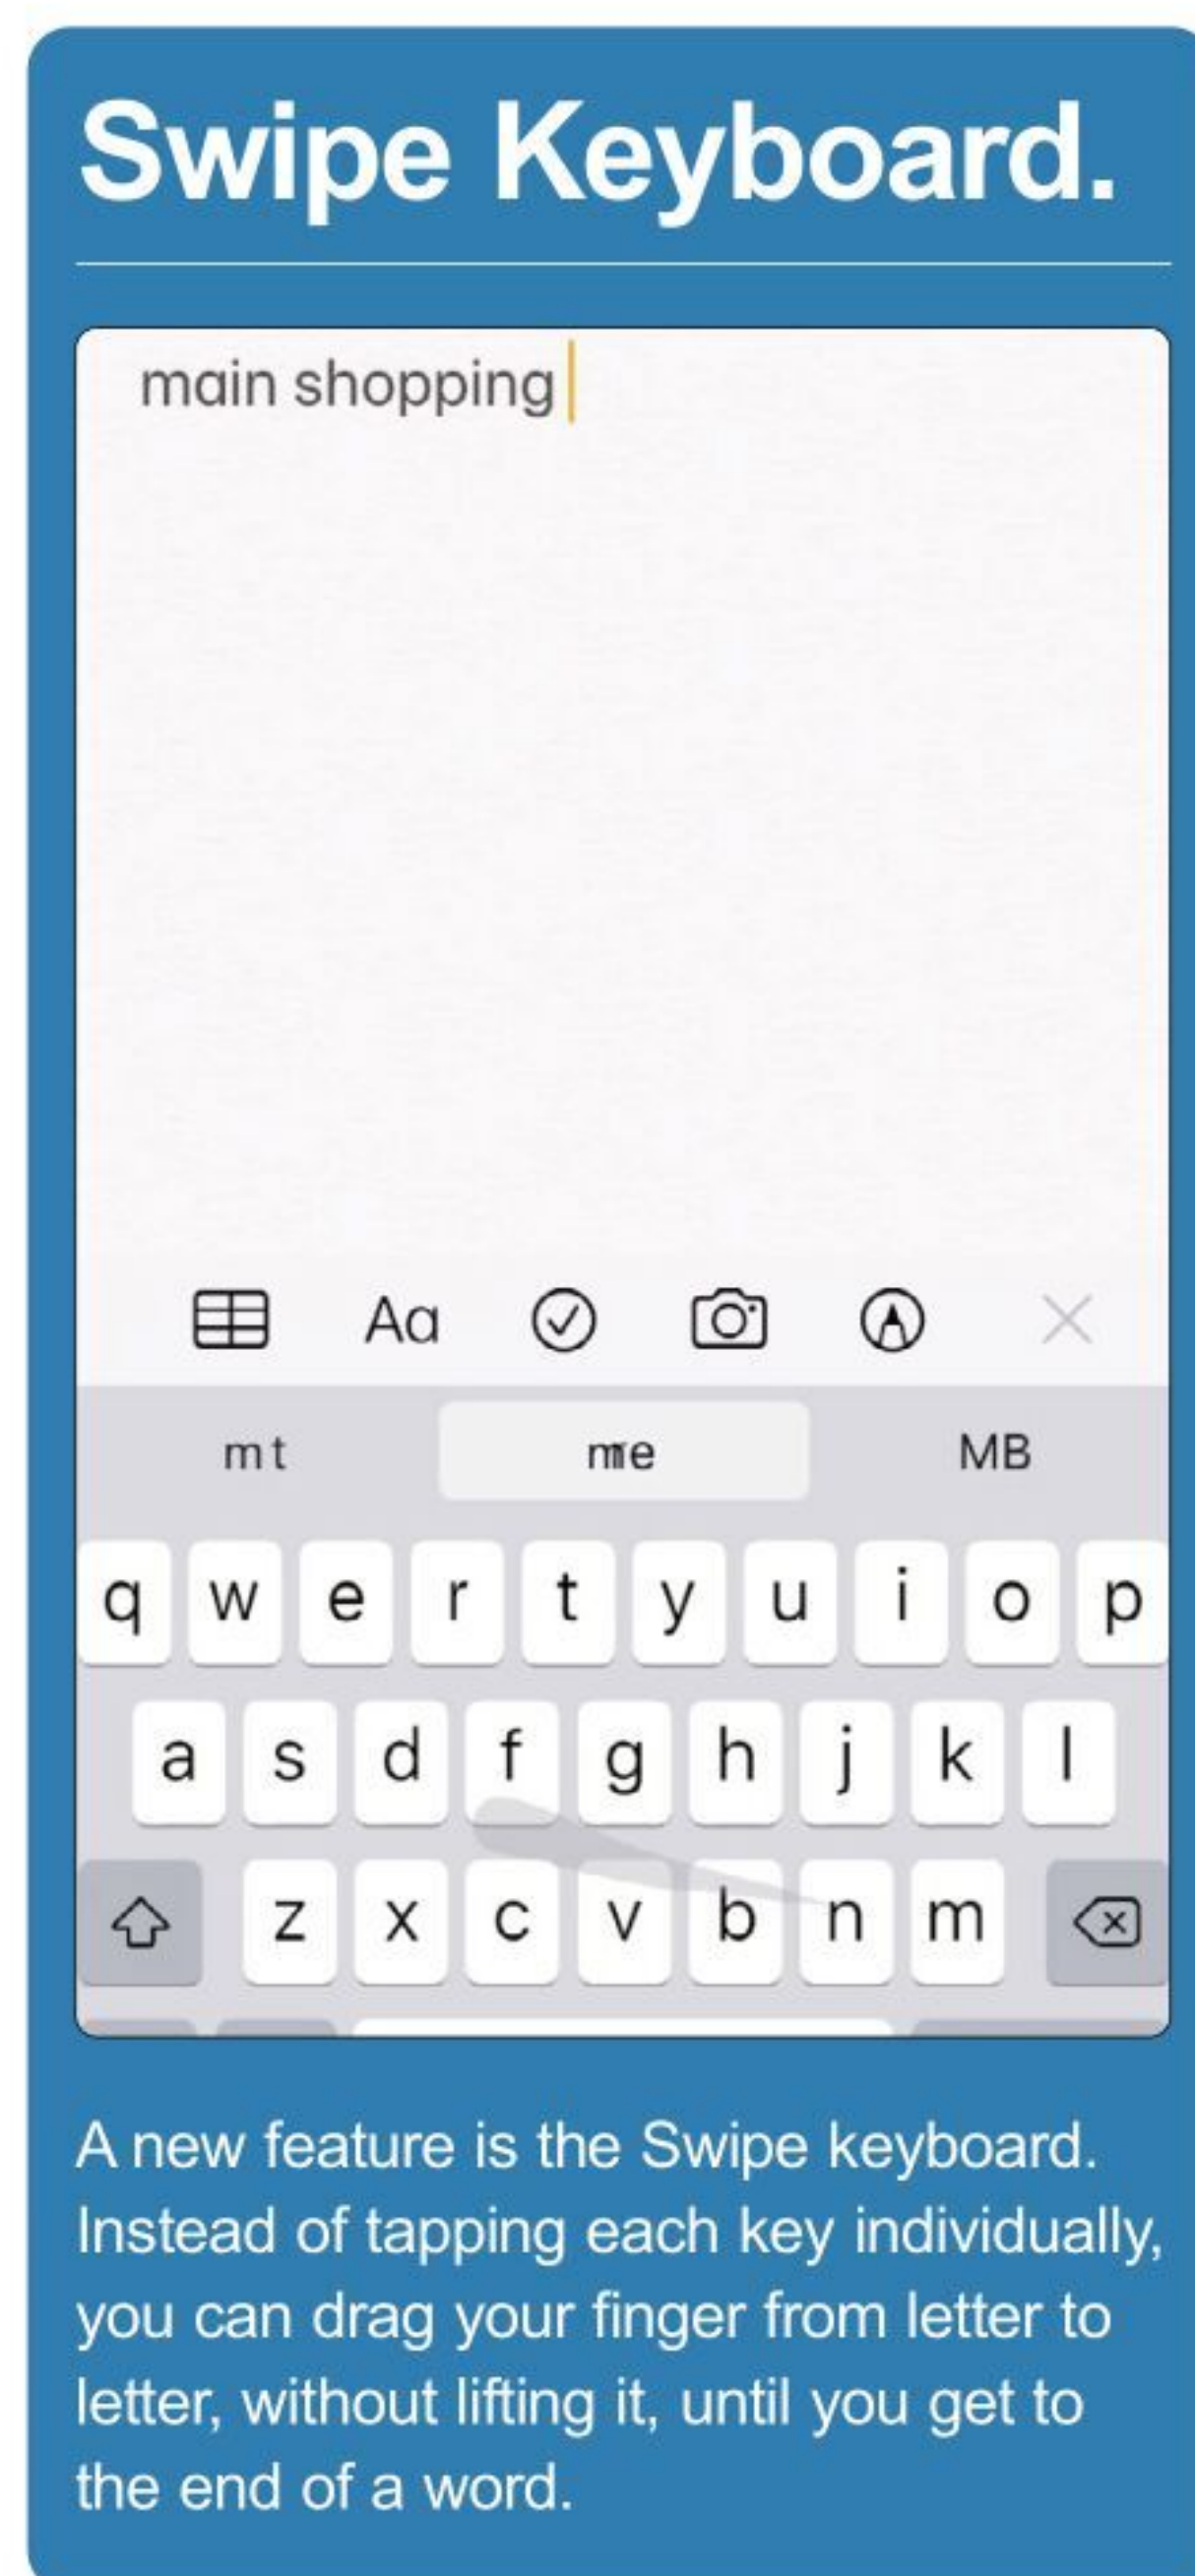 Swipe Keyboard.
main shopping
Aa
mt MB
q w e r t y u i o p
a s d f g h j k l
z x c v b n m
A new feature is the Swipe keyboard.
Instead of tapping each key individually,
you can drag your finger from letter to
letter, without lifting it, until you get to
the end of a word.